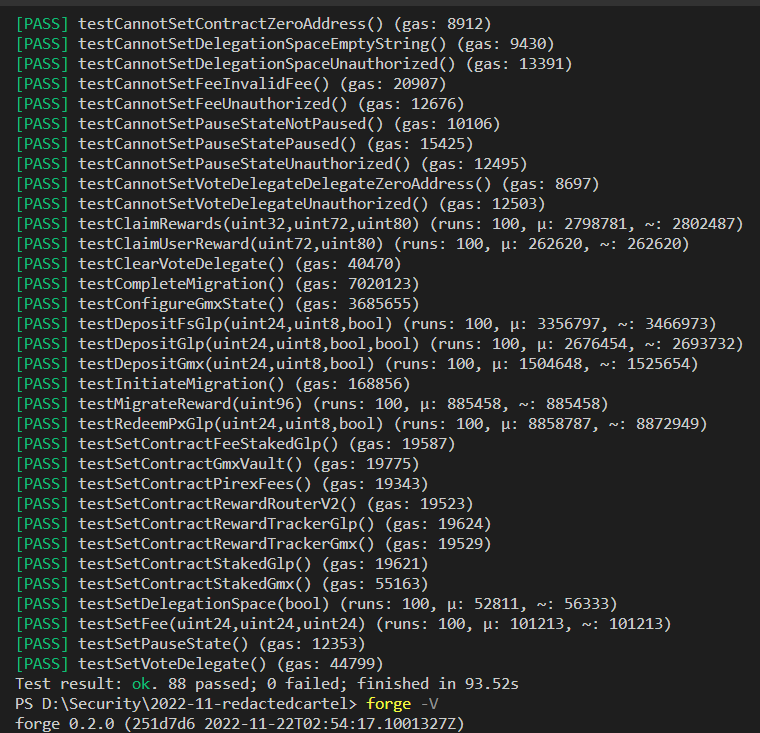 [PASS] testCannotSetContractZeroAddress() (gas: 8912)
[PASS] testCannotSetDelegationSpaceEmptyString() (gas: 9430)
[PASS] testCannotSetDelegationSpaceUnauthorized() (gas: 13391)
[PASS] testCannotSetFeeInvalidFee() (gas: 20907)
[PASS] testCannotSetFeeUnauthorized() (gas: 12676)
[PASS] testCannotSetPauseStateNotPaused() (gas: 10106)
[PASS] testCannotSetPauseStatePaused() (gas: 15425)
[PASS] testCannotSetPauseStateUnauthorized() (gas: 12495)
[PASS] testCannotSetVoteDelegateDelegateZeroAddress() (gas: 8697)
[PASS] testCannotSetVoteDelegateUnauthorized() (gas: 12503)
[PASS] testClaimRewards(uint32,uint72,uint80) (runs: 100, μ: 2798781, ~: 2802487)
[PASS] testClaimUserReward(uint72,uint80) (runs: 100, μ: 262620, ~: 262620)
[PASS] testClearVoteDelegate() (gas: 40470)
[PASS] testCompleteMigration() (gas: 7020123)
[PASS] testConfigureGmxState() (gas: 3685655)
[PASS] testDepositFsGlp(uint24,uint8,bool) (runs: 100, μ: 3356797, ~: 3466973)
[PASS] testDepositGlp(uint24,uint8,bool,bool) (runs: 100, μ: 2676454, ~: 2693732)
[PASS] testDepositGmx(uint24,uint8,bool) (runs: 100, μ: 1504648, ~: 1525654)
[PASS] testInitiateMigration() (gas: 168856)
[PASS] testMigrateReward(uint96) (runs: 100, μ: 885458, ~: 885458)
[PASS] testRedeemPxGlp(uint24,uint8,bool) (runs: 100, μ: 8858787, ~: 8872949)
[PASS] testSetContractFeeStakedGlp() (gas: 19587)
[PASS] testSetContractGmxVault() (gas: 19775)
[PASS] testSetContractPirexFees() (gas: 19343)
[PASS] testSetContractRewardRouterV2() (gas: 19523)
[PASS] testSetContractRewardTrackerGlp() (gas: 19624)
[PASS] testSetContractRewardTrackerGmx() (gas: 19529)
[PASS] testSetContractStakedGlp() (gas: 19621)
[PASS] testSetContractStakedGmx() (gas: 55163)
[PASS] testSetDelegationSpace(bool) (runs: 100, μ: 52811, ~: 56333)
[PASS] testSetFee(uint24,uint24,uint24) (runs: 100, μ: 101213, ~: 101213)
[PASS] testSetPauseState() (gas: 12353)
[PASS] testSetVoteDelegate() (gas: 44799)
Test result: ok. 88 passed; 0 failed; finished in 93.52s
PS D:\Security\2022-11-redactedcartel> forge -V
forge 0.2.0 (251d7d6 2022-11-22T02:54:17.1001327Z)